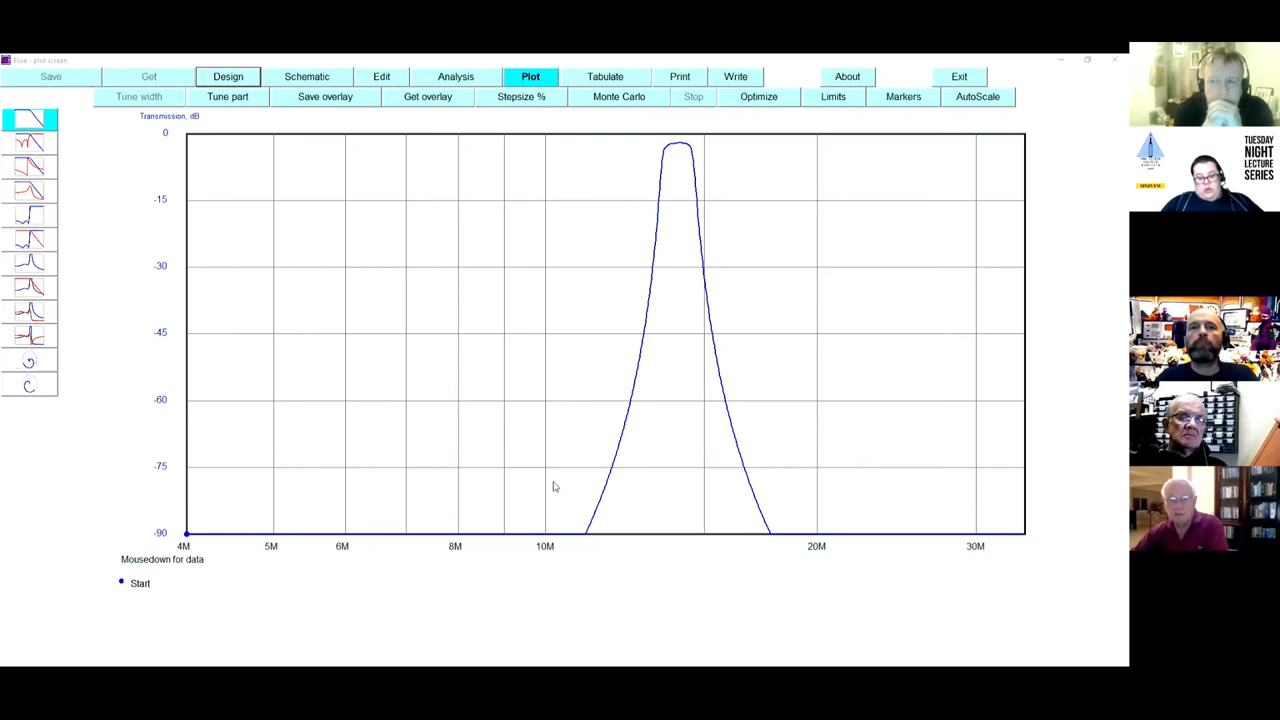 Elsie - plot screen
Save Get Design Schematic Edit Analysis Plot Tabulate Print Write About Exit
Tune width Tune part Save overlay Get overlay Stepsize % Monte Carlo Stop Optimize Limits Markers AutoScale
Transmission, dB
0
-15
-30
-45
-60
-75
-90
4M 5M 6M 8M 10M 20M 30M
Mousedown for data
Start
TUESDAY
NIGHT
LECTURE
SERIES